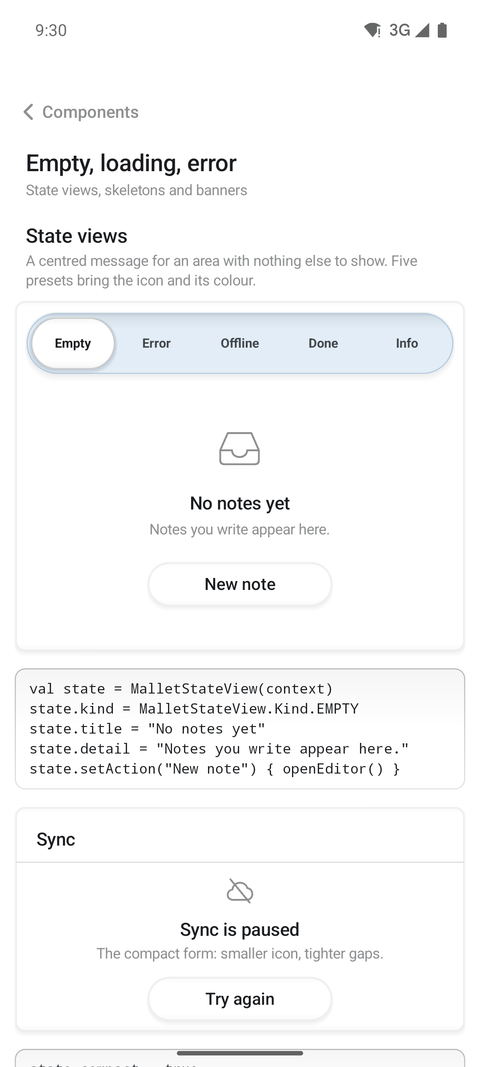 9:30
3G
Components
Empty, loading, error
State views, skeletons and banners
State views
A centred message for an area with nothing else to show. Five
presets bring the icon and its colour.
Empty Error Offline Done Info
No notes yet
Notes you write appear here.
New note
val state = MalletStateView(context)
state.kind = MalletStateView.Kind.EMPTY
state.title = "No notes yet"
state.detail = "Notes you write appear here."
state.setAction("New note") { openEditor() }
Sync
Sync is paused
The compact form: smaller icon, tighter gaps.
Try again